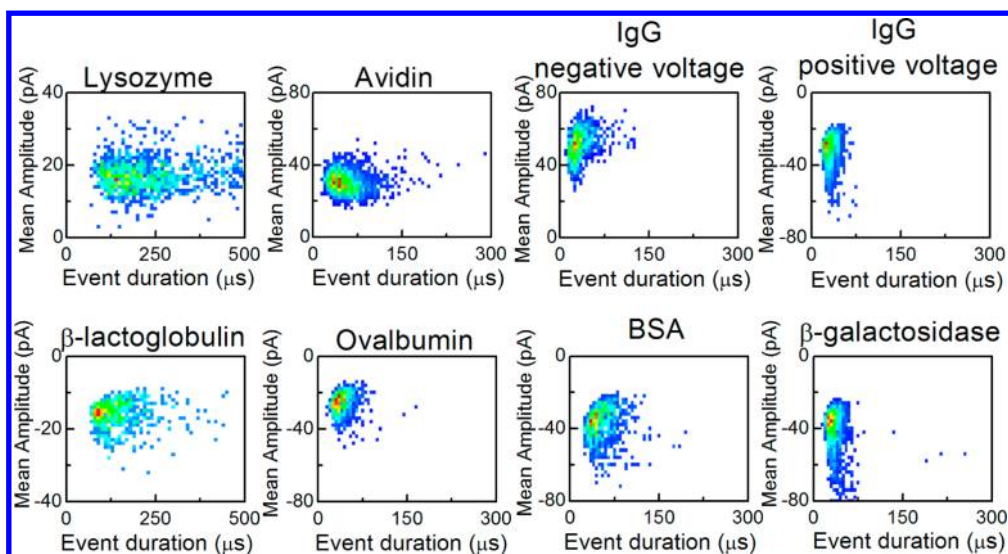 Lysozyme
Mean Amplitude (pA)
40
20
0
0 250 500
Event duration (μs)
Avidin
Mean Amplitude (pA)
80
40
0
0 150 300
Event duration (μs)
IgG
negative voltage
Mean Amplitude (pA)
80
40
0
0 150 300
Event duration (μs)
IgG
positive voltage
Mean Amplitude (pA)
0
-40
-80
0 150 300
Event duration (μs)
β-lactoglobulin
Mean Amplitude (pA)
0
-20
-40
0 250 500
Event duration (μs)
Ovalbumin
Mean Amplitude (pA)
0
-40
-80
0 150 300
Event duration (μs)
BSA
Mean Amplitude (pA)
0
-40
-80
0 150 300
Event duration (μs)
β-galactosidase
Mean Amplitude (pA)
0
-40
-80
0 150 300
Event duration (μs)